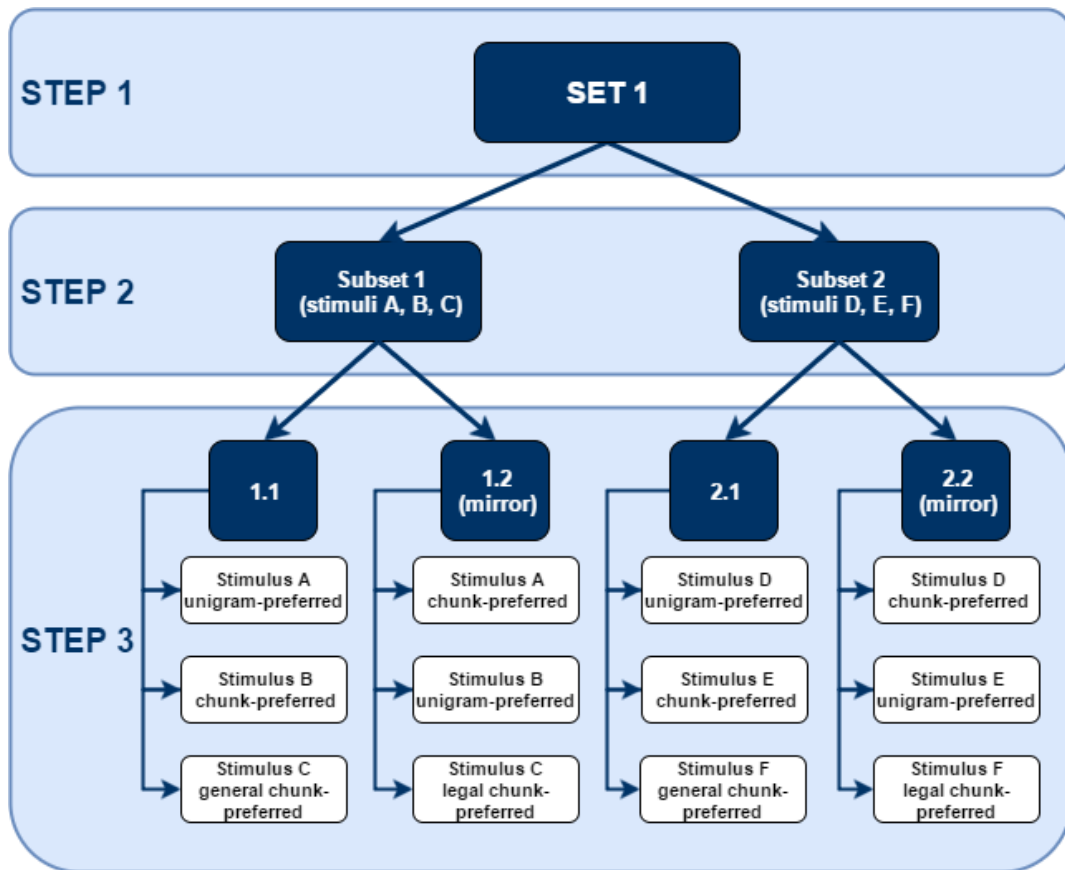 STEP 1
SET 1
STEP 2
Subset 1
(stimuli A, B, C)
Subset 2
(stimuli D, E, F)
STEP 3
1.1
Stimulus A
unigram-preferred
Stimulus B
chunk-preferred
Stimulus C
general chunk-
preferred
1.2
(mirror)
Stimulus A
chunk-preferred
Stimulus B
unigram-preferred
Stimulus C
legal chunk-
preferred
2.1
Stimulus D
unigram-preferred
Stimulus E
chunk-preferred
Stimulus F
general chunk-
preferred
2.2
(mirror)
Stimulus D
chunk-preferred
Stimulus E
unigram-preferred
Stimulus F
legal chunk-
preferred